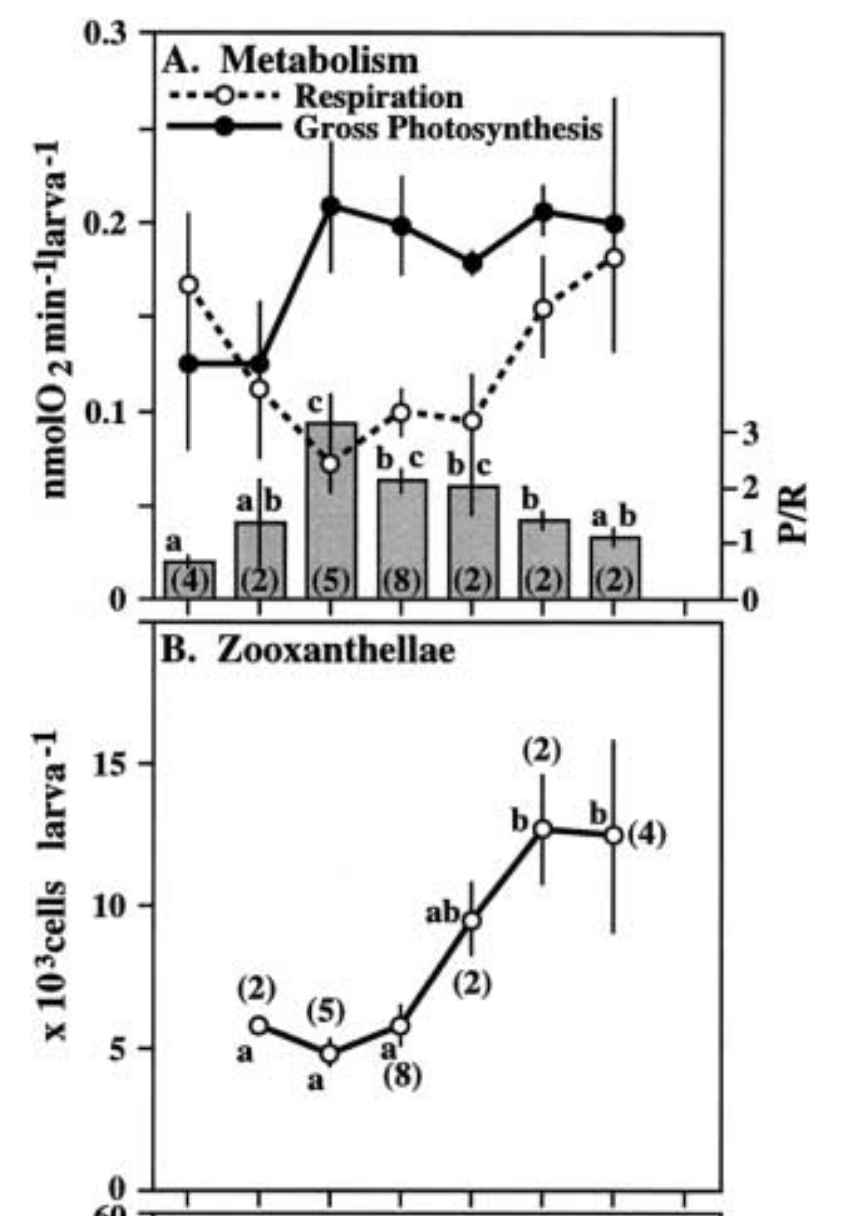 0.3
A. Metabolism
Respiration
Gross Photosynthesis
nmolO2 min-1larva-1
0.2
0.1
0
c
b c
b c
a b
b
a b
a
(4) (2) (5) (8) (2) (2) (2)
3
2
1
0
P/R
B. Zooxanthellae
x 10³cells larva-1
15
10
5
0
(2)
b
b
(4)
ab
(2)
(2)
(5)
a
a
a
(8)
60